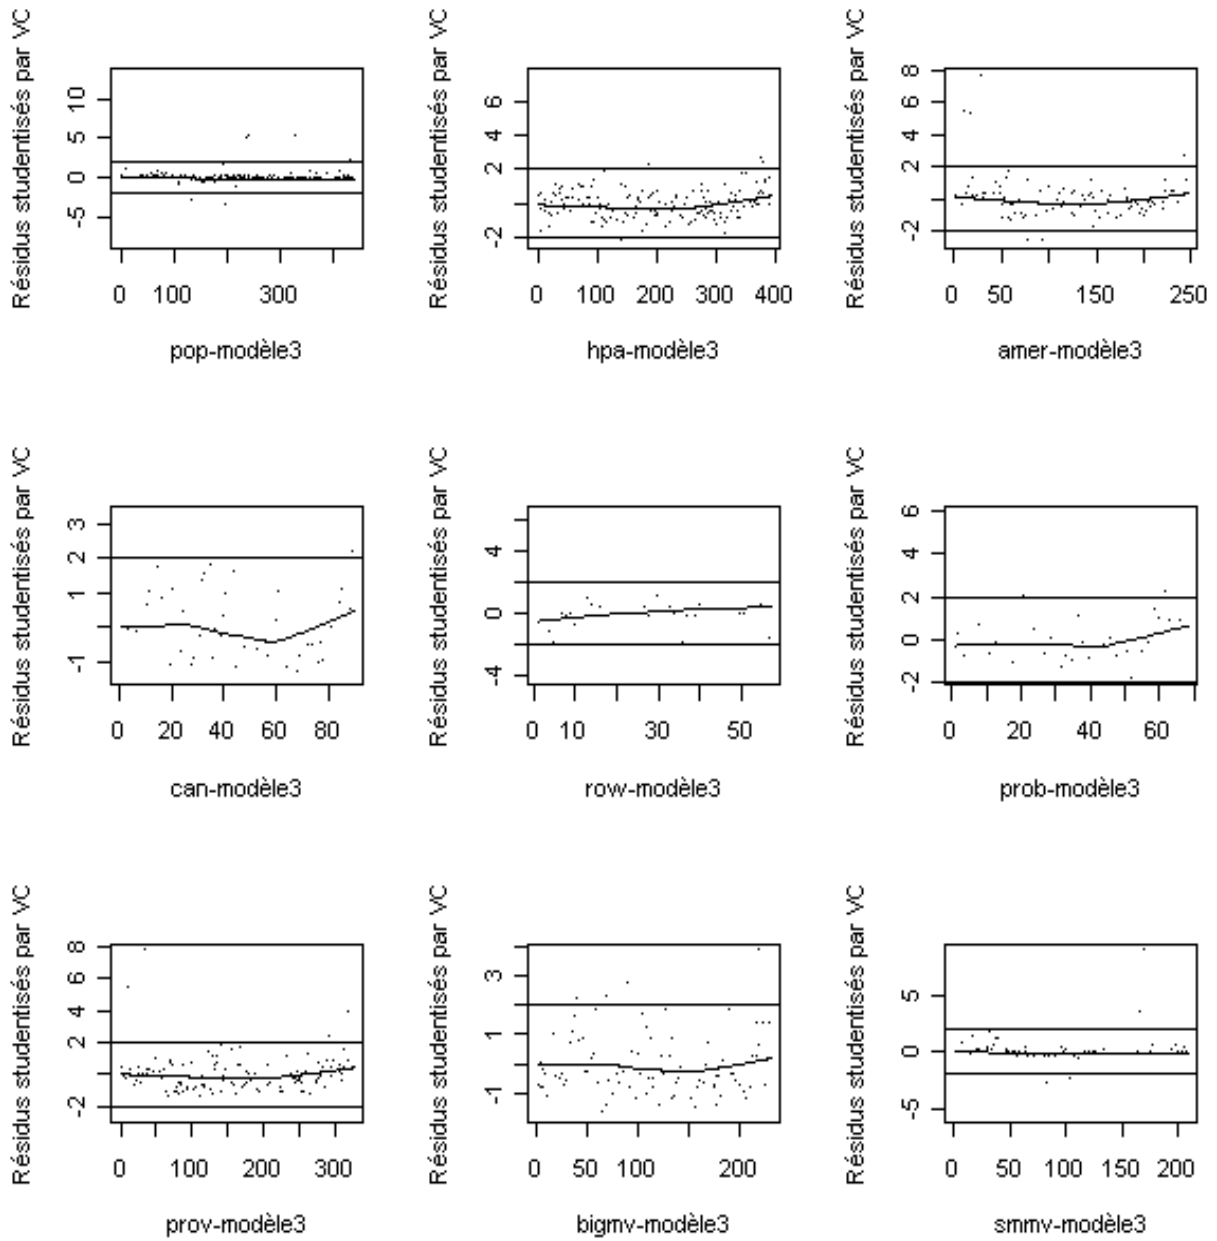 Résidus studentisés par VC
-5 0 5 10
0 100 300
pop-modèle3
Résidus studentisés par VC
-2 2 4 6
0 100 200 300 400
hpa-modèle3
Résidus studentisés par VC
-2 2 4 6 8
0 50 150 250
amer-modèle3
Résidus studentisés par VC
-1 1 2 3
0 20 40 60 80
can-modèle3
Résidus studentisés par VC
-4 0 4
0 10 30 50
row-modèle3
Résidus studentisés par VC
-2 0 2 4 6
0 20 40 60
prob-modèle3
Résidus studentisés par VC
-2 2 4 6 8
0 100 200 300
prov-modèle3
Résidus studentisés par VC
-1 1 3
0 100 200
bigmv-modèle3
Résidus studentisés par VC
-5 0 5
0 50 100 150 200
smmv-modèle3